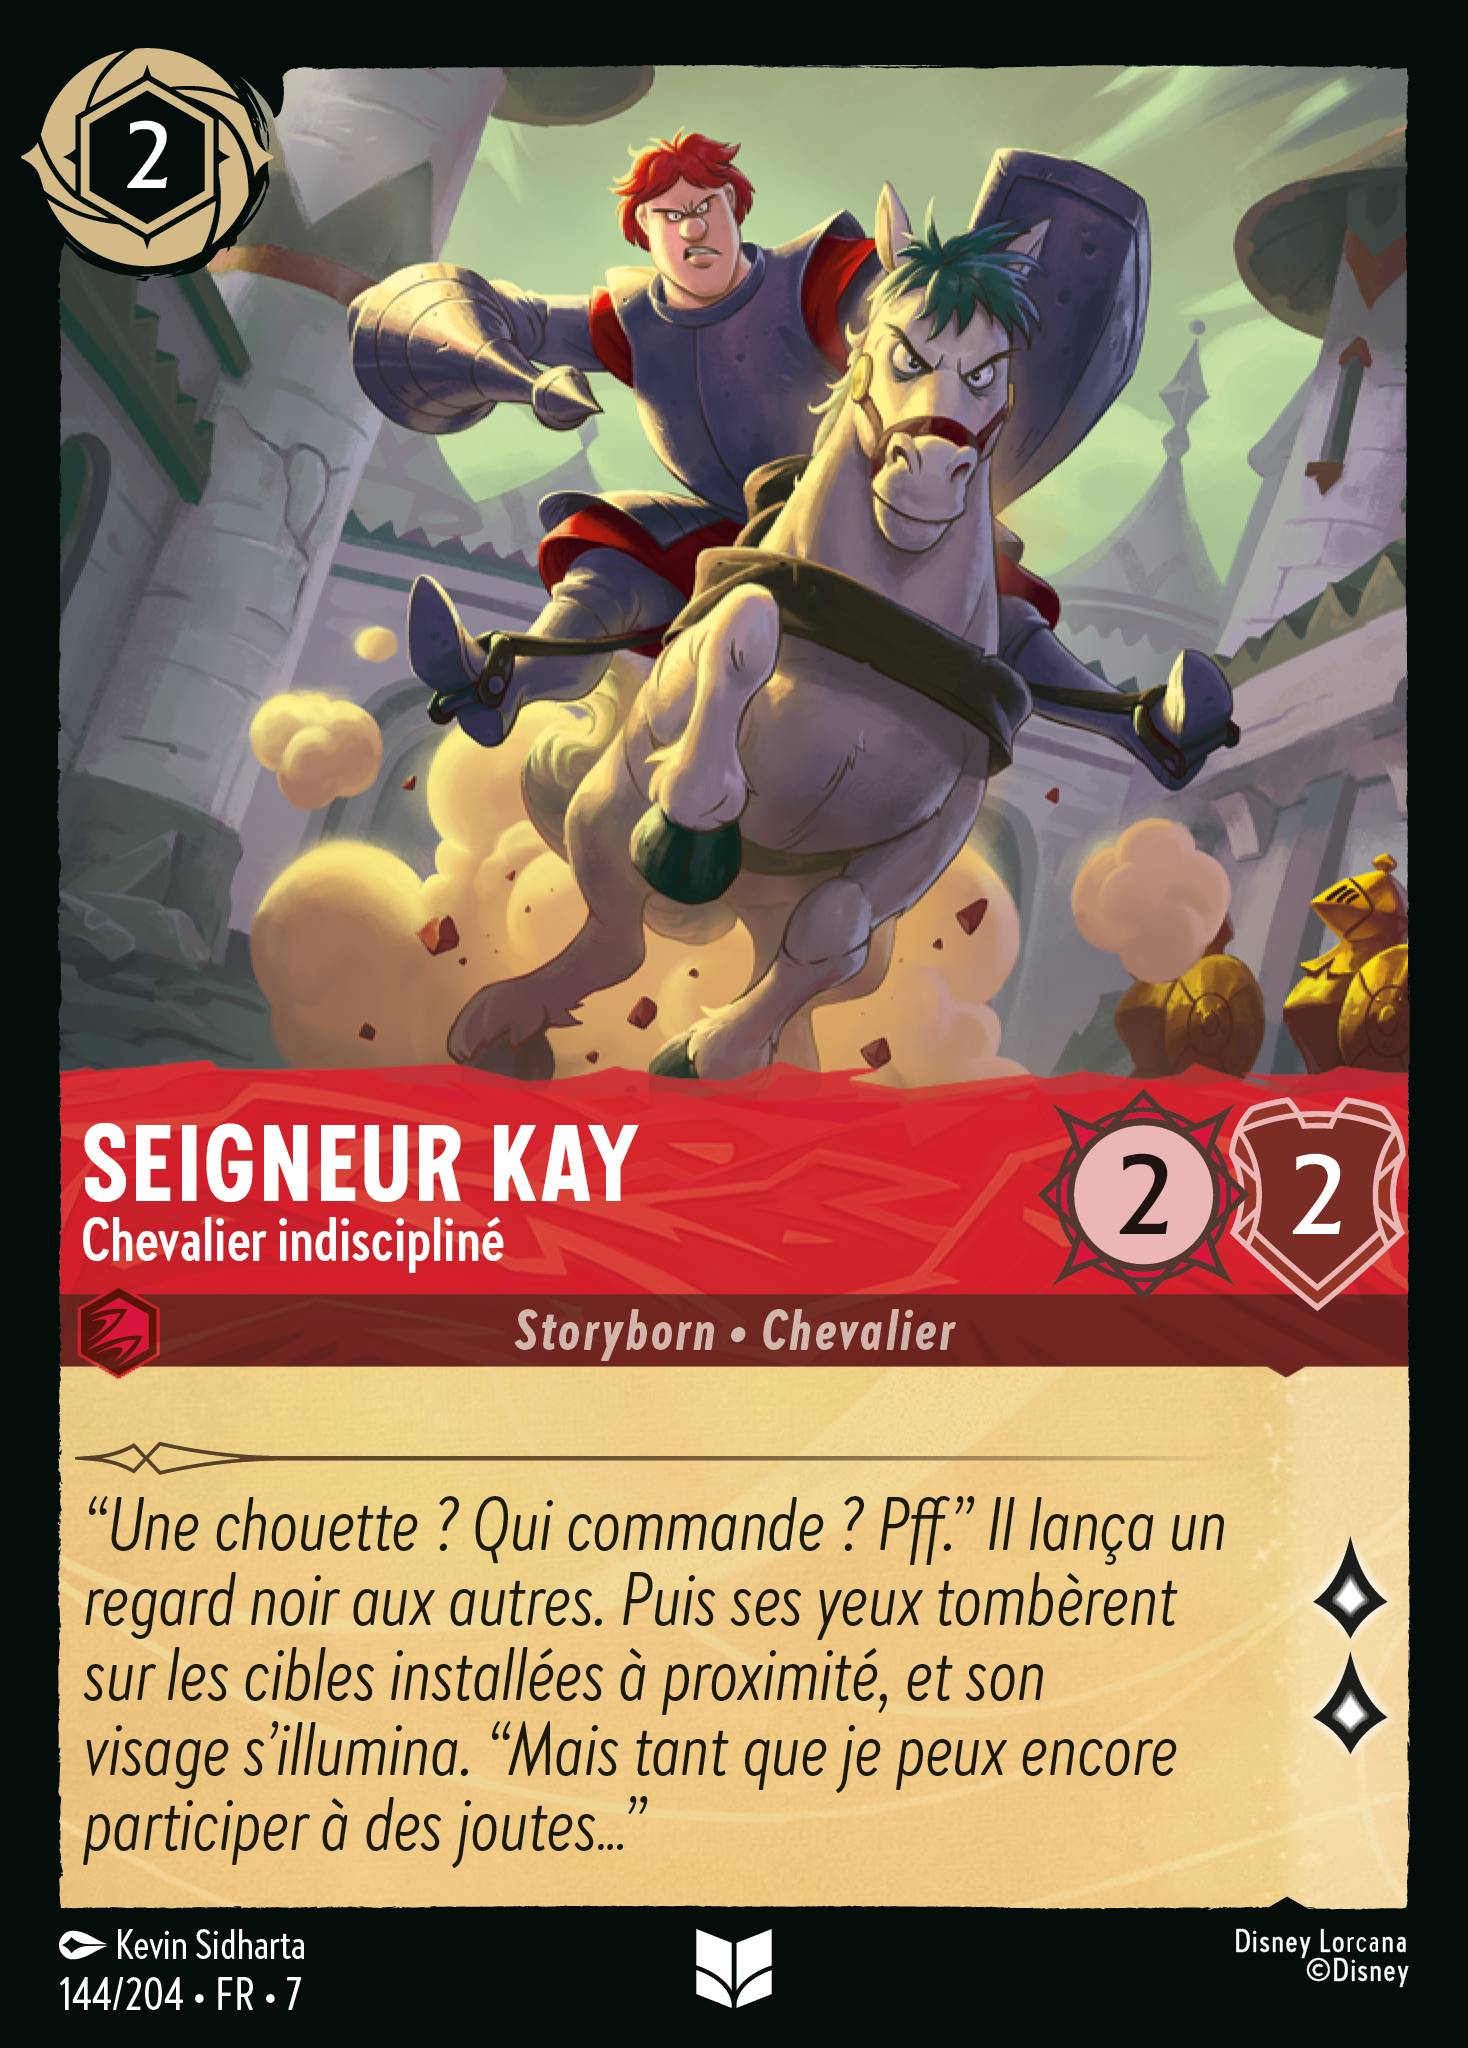 2
SEIGNEUR KAY
Chevalier indiscipliné
2
2
Storyborn • Chevalier
“Une chouette ? Qui commande ? Pff.” Il lança un
regard noir aux autres. Puis ses yeux tombèrent
sur les cibles installées à proximité, et son
visage s’illumina. “Mais tant que je peux encore
participer à des joutes…”
Kevin Sidharta
144/204 • FR • 7
Disney Lorcana
©Disney